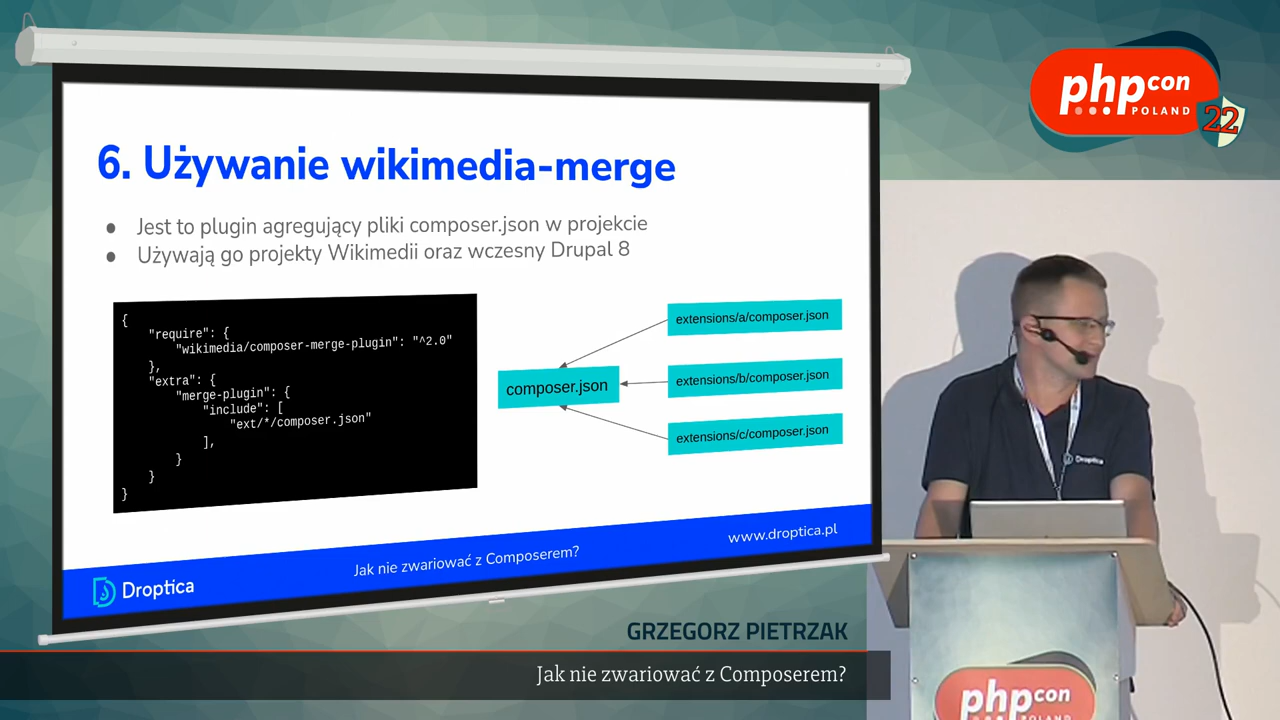 6. Używanie wikimedia-merge
● Jest to plugin agregujący pliki composer.json w projekcie
● Używają go projekty Wikimedii oraz wczesny Drupal 8
{
"require": {
"wikimedia/composer-merge-plugin": "^2.0"
},
"extra": {
"merge-plugin": {
"include": [
"ext/*/composer.json"
],
}
}
}
composer.json
extensions/a/composer.json
extensions/b/composer.json
extensions/c/composer.json
Droptica
Jak nie zwariować z Composerem?
www.droptica.pl
phpcon
POLAND
22
Droptica
phpcon
POLAND
GRZEGORZ PIETRZAK
Jak nie zwariować z Composerem?